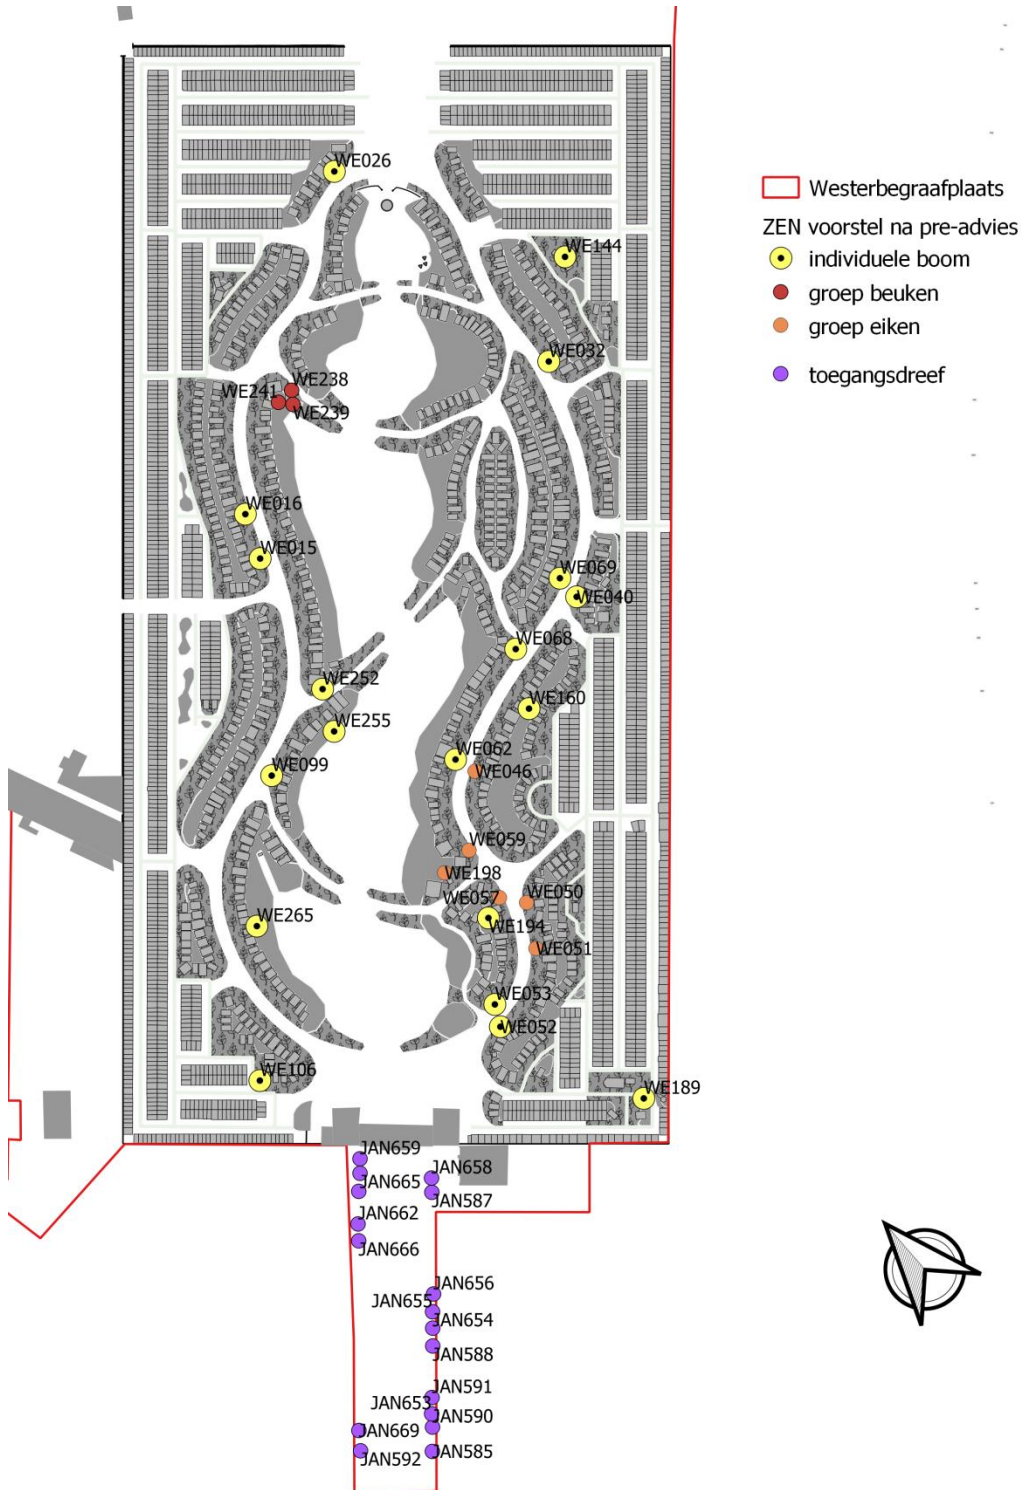 WE026
Westerbegraafplaats
ZEN voorstel na pre-advies
WE144
individuele boom
groep beuken
groep eiken
WE032
toegangsdreef
WE238
WE241
WE239
WE016
WE015
WE069
WE040
WE068
WE252
WE160
WE255
WE062
WE099
WE046
WE059
WE198
WE057
WE050
WE265
WE194
WE051
WE053
WE052
WE106
WE189
JAN659
JAN658
JAN665
JAN587
JAN662
JAN666
JAN656
JAN655
JAN654
JAN588
JAN591
JAN653
JAN590
JAN669
JAN592
JAN585